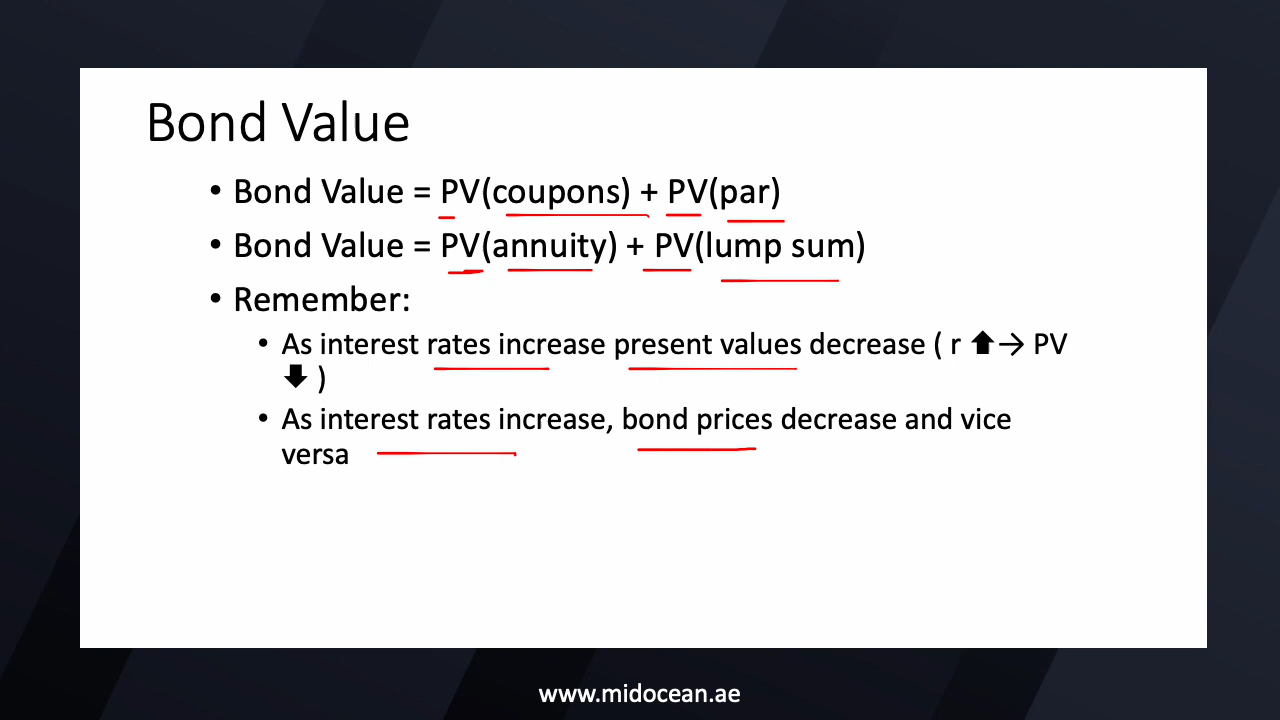 Bond Value
• Bond Value = PV(coupons) + PV(par)
• Bond Value = PV(annuity) + PV(lump sum)
• Remember:
• As interest rates increase present values decrease ( r ⬆→ PV
⬇ )
• As interest rates increase, bond prices decrease and vice
versa
www.midocean.ae